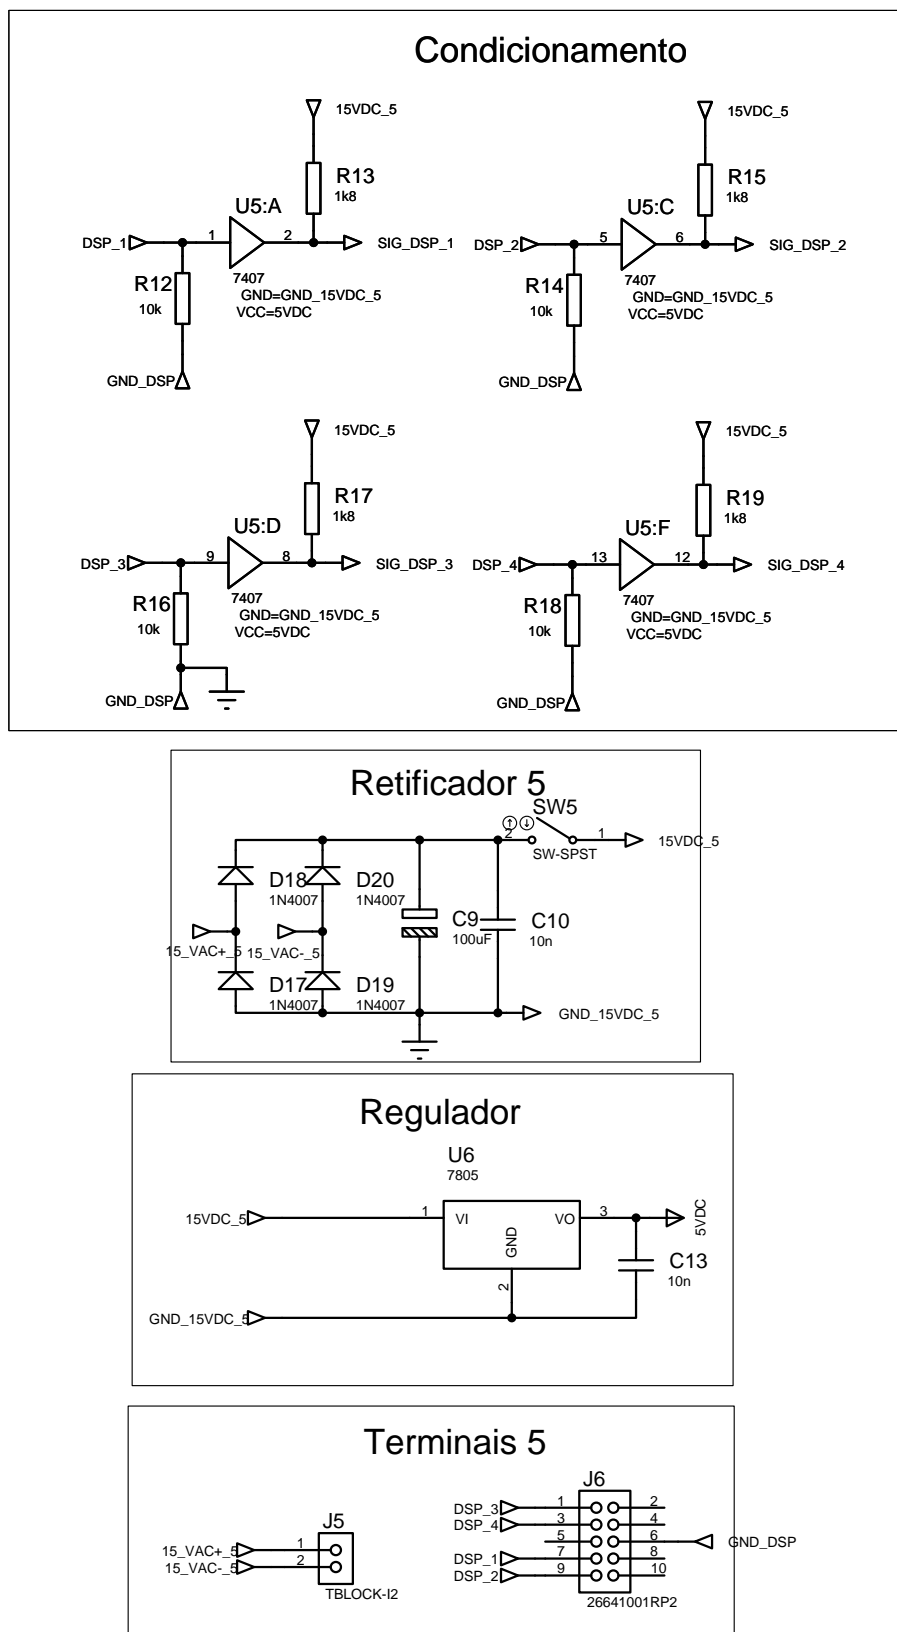 Condicionamento
15VDC_5
R13
1k8
U5:A
DSP_1
1
2
SIG_DSP_1
R12
10k
7407
GND=GND_15VDC_5
VCC=5VDC
GND_DSP
15VDC_5
R15
1k8
U5:C
DSP_2
5
6
SIG_DSP_2
R14
10k
7407
GND=GND_15VDC_5
VCC=5VDC
GND_DSP
15VDC_5
R17
1k8
U5:D
DSP_3
9
8
SIG_DSP_3
R16
10k
7407
GND=GND_15VDC_5
VCC=5VDC
GND_DSP
15VDC_5
R19
1k8
U5:F
DSP_4
13
12
SIG_DSP_4
R18
10k
7407
GND=GND_15VDC_5
VCC=5VDC
GND_DSP
Retificador 5
SW5
2
1
15VDC_5
SW-SPST
D18
1N4007
D20
1N4007
C9
100uF
C10
10n
15_VAC+_5
15_VAC-_5
D17
1N4007
D19
1N4007
GND_15VDC_5
Regulador
U6
7805
15VDC_5
1
VI
VO
3
5VDC
GND
2
C13
10n
GND_15VDC_5
Terminais 5
J5
15_VAC+_5
1
15_VAC-_5
2
TBLOCK-I2
J6
DSP_3
1
2
DSP_4
3
4
5
6
GND_DSP
DSP_1
7
8
DSP_2
9
10
26641001RP2